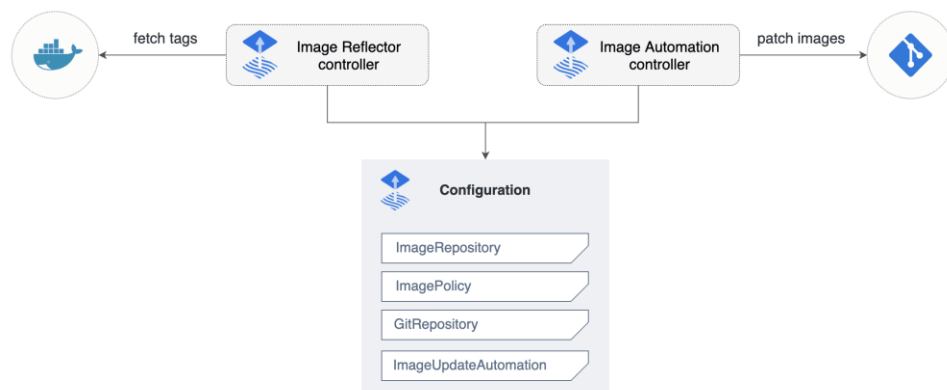 fetch tags
Image Reflector
controller
Image Automation
controller
patch images
Configuration
ImageRepository
ImagePolicy
GitRepository
ImageUpdateAutomation